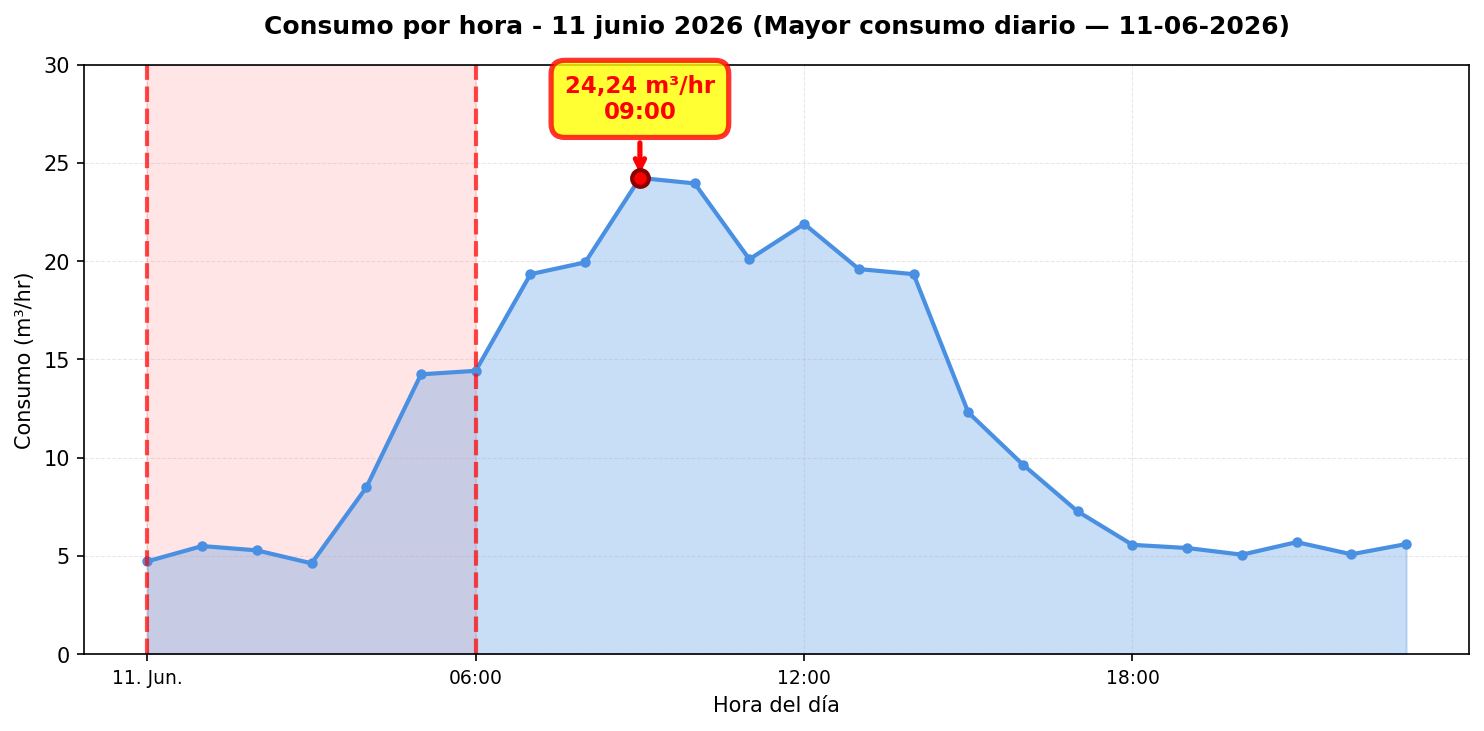 Consumo por hora - 11 junio 2026 (Mayor consumo diario — 11-06-2026)
24,24 m³/hr
09:00
Consumo (m³/hr)
30
25
20
15
10
5
0
11. Jun.
06:00
12:00
18:00
Hora del día